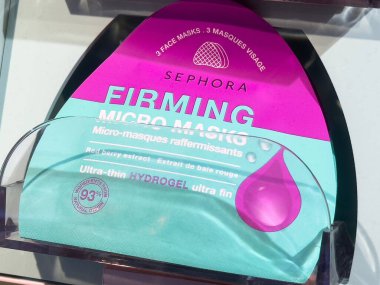 3 FACE MASKS . 3 MASQUES VISAGE
SEPHORA
FIRMING
MICRO MASKS
Micro-masques raffermissants
berry extract Extrait de baie rouge
Ultra-thin HYDROGEL ultra fin
93